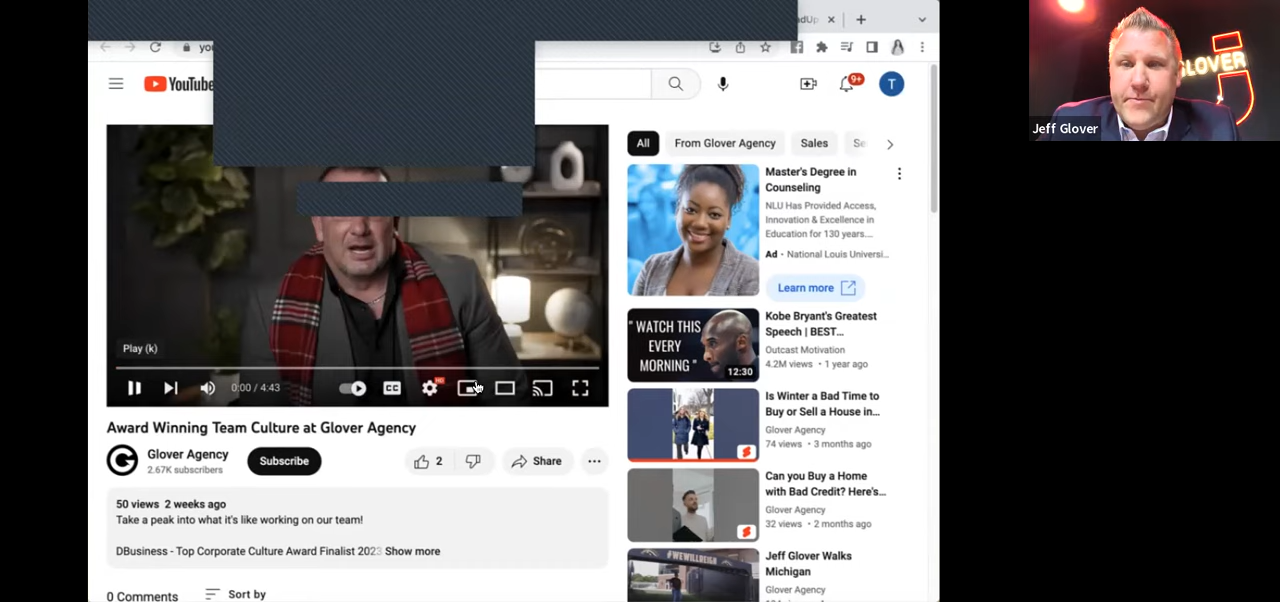 YouTube
9+
T
All
From Glover Agency
Sales
Master's Degree in
Counseling
NLU Has Provided Access,
Innovation & Excellence in
Education for 130 years....
Ad · National Louis Universi...
Learn more
"WATCH THIS
EVERY
MORNING"
12:30
Kobe Bryant's Greatest
Speech | BEST...
Outcast Motivation
4.2M views • 1 year ago
Is Winter a Bad Time to
Buy or Sell a House in...
Glover Agency
74 views • 3 months ago
Can you Buy a Home
with Bad Credit? Here's...
Glover Agency
32 views • 2 months ago
#WEWILLREIGN
Jeff Glover Walks
Michigan
Glover Agency
Play (k)
0:00 / 4:43
CC
HD
Award Winning Team Culture at Glover Agency
Glover Agency
2.67K subscribers
Subscribe
2
Share
50 views 2 weeks ago
Take a peak into what it's like working on our team!
DBusiness - Top Corporate Culture Award Finalist 2023 Show more
0 Comments
Sort by
GLOVER
Jeff Glover